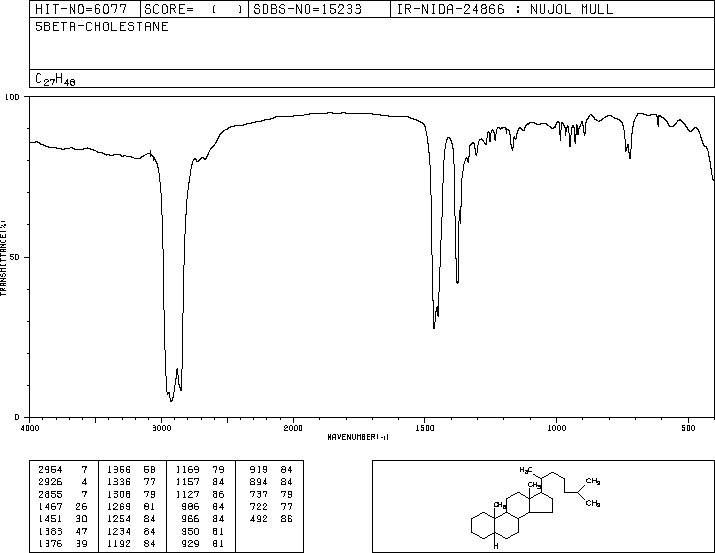 HIT-NO=6077 SCORE= ( ) SDBS-NO=15233 IR-NIDA-24866 : NUJOL MULL
5BETA-CHOLESTANE
C27H48
100
50
0
TRANSMITTANCE(%)
4000 3000 2000 1500 1000 500
WAVENUMBER(-1)
2954 7 1366 58 1169 79 919 84
2926 4 1336 77 1157 84 894 84
2855 7 1308 79 1127 86 737 79
1467 26 1269 81 986 84 722 77
1451 30 1254 84 966 84 492 86
1383 47 1234 84 950 81
1376 39 1192 84 929 81
H3C
CH3
CH3
CH3
CH3
H